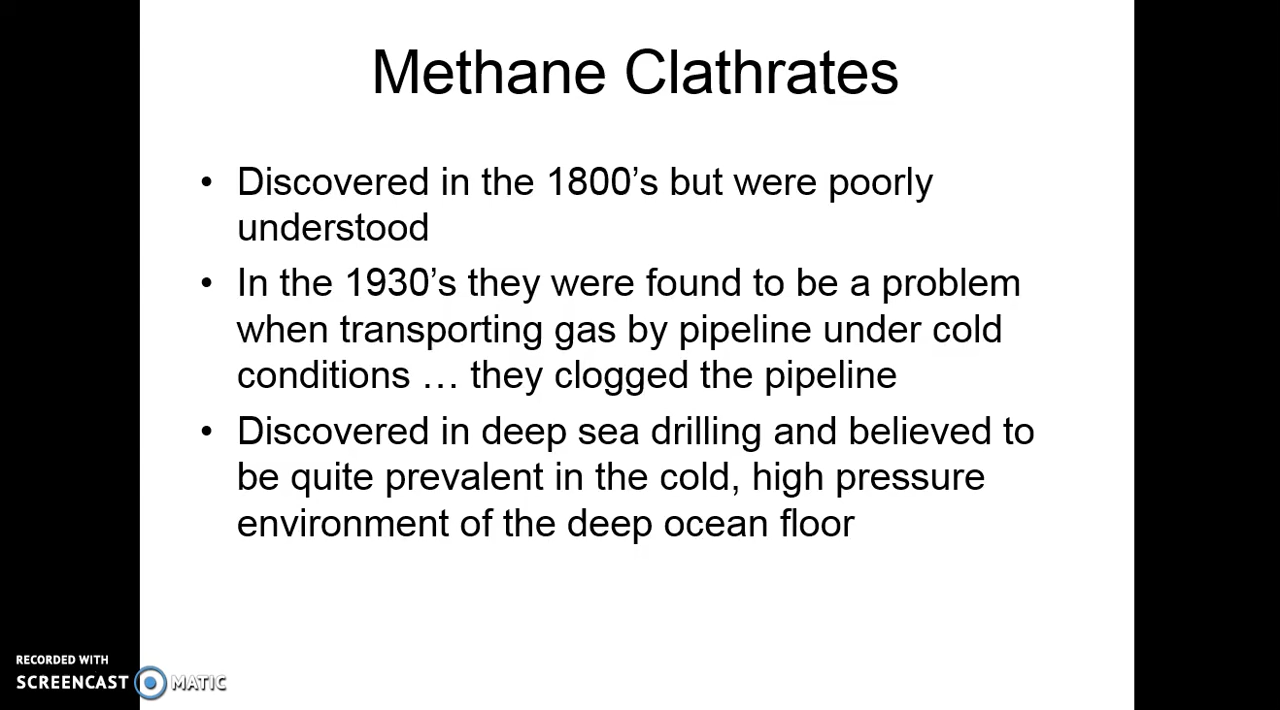 Methane Clathrates
• Discovered in the 1800's but were poorly
understood
• In the 1930's they were found to be a problem
when transporting gas by pipeline under cold
conditions … they clogged the pipeline
• Discovered in deep sea drilling and believed to
be quite prevalent in the cold, high pressure
environment of the deep ocean floor
RECORDED WITH
SCREENCAST MATIC